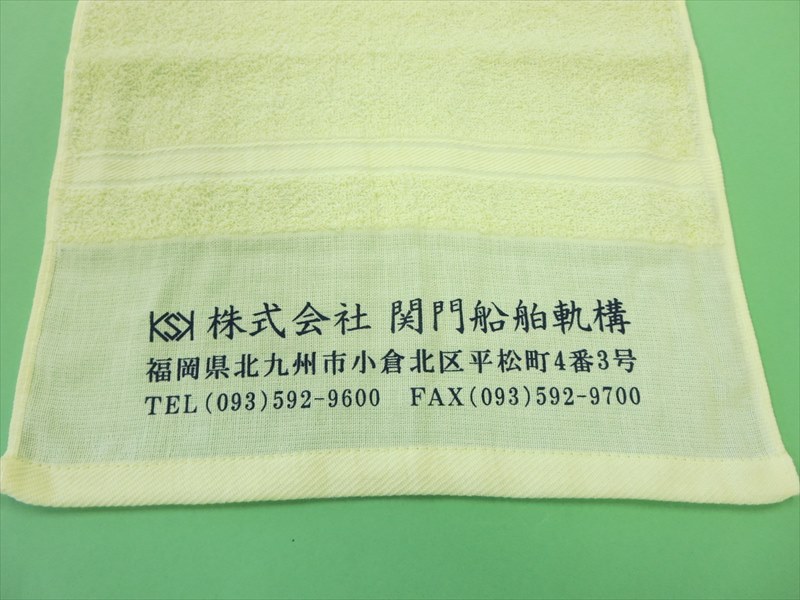 KSK 株式会社 関門船舶軌構
福岡県北九州市小倉北区平松町4番3号
TEL(093)592-9600 FAX(093)592-9700